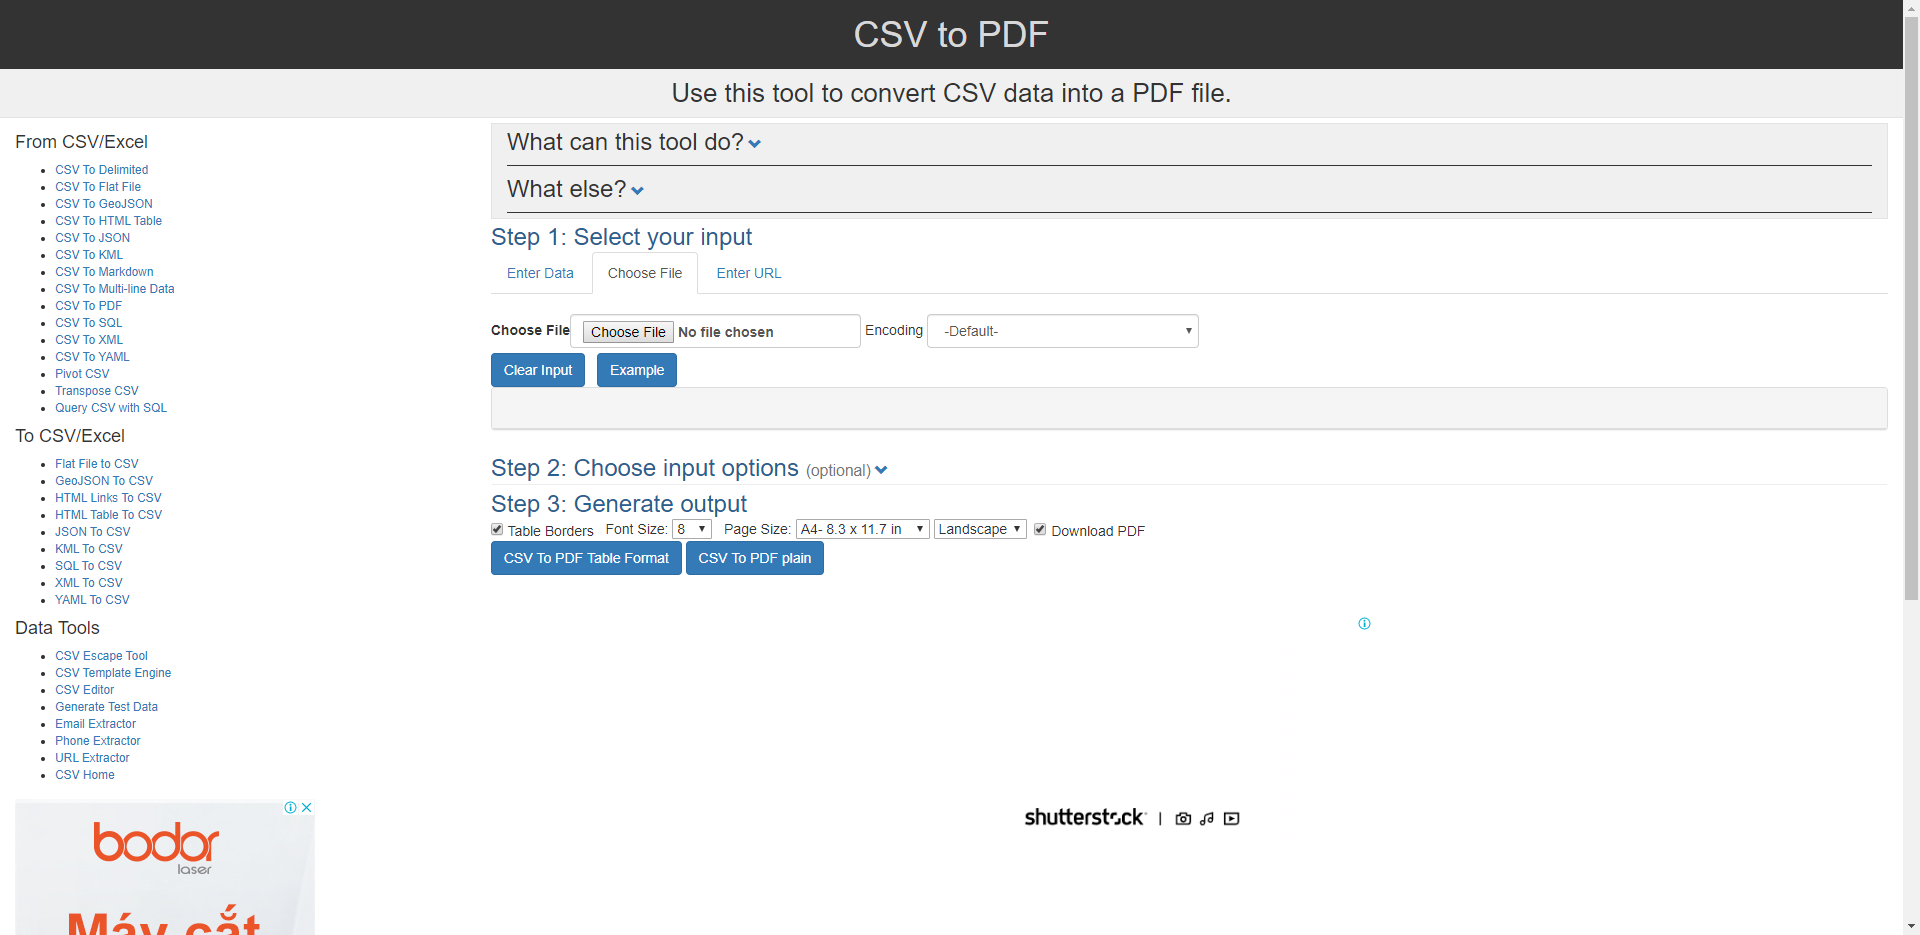 CSV to PDF
Use this tool to convert CSV data into a PDF file.
From CSV/Excel
CSV To Delimited
CSV To Flat File
CSV To GeoJSON
CSV To HTML Table
CSV To JSON
CSV To KML
CSV To Markdown
CSV To Multi-line Data
CSV To PDF
CSV To SQL
CSV To XML
CSV To YAML
Pivot CSV
Transpose CSV
Query CSV with SQL
To CSV/Excel
Flat File to CSV
GeoJSON To CSV
HTML Links To CSV
HTML Table To CSV
JSON To CSV
KML To CSV
SQL To CSV
XML To CSV
YAML To CSV
Data Tools
CSV Escape Tool
CSV Template Engine
CSV Editor
Generate Test Data
Email Extractor
Phone Extractor
URL Extractor
CSV Home
bodor
laser
Máy cắt
What can this tool do?
What else?
Step 1: Select your input
Enter Data Choose File Enter URL
Choose File Choose File No file chosen Encoding -Default-
Clear Input Example
Step 2: Choose input options (optional)
Step 3: Generate output
Table Borders Font Size: 8 Page Size: A4- 8.3 x 11.7 in Landscape Download PDF
CSV To PDF Table Format CSV To PDF plain
shutterstock |